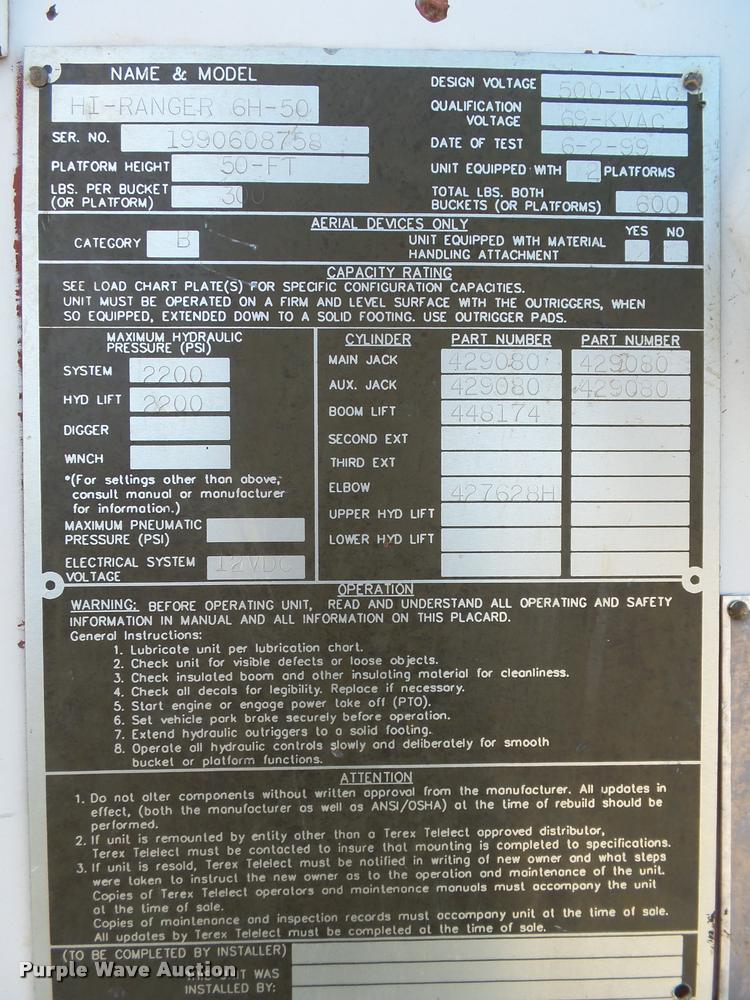 NAME & MODEL
HI-RANGER 6H-50
DESIGN VOLTAGE 500-KVAC
QUALIFICATION VOLTAGE 69-KVAC
SER. NO. 1990608758
DATE OF TEST 6-2-99
PLATFORM HEIGHT 50-FT
UNIT EQUIPPED WITH 2 PLATFORMS
LBS. PER BUCKET (OR PLATFORM) 300
TOTAL LBS. BOTH BUCKETS (OR PLATFORMS) 600
AERIAL DEVICES ONLY
CATEGORY B
UNIT EQUIPPED WITH MATERIAL HANDLING ATTACHMENT YES NO
CAPACITY RATING
SEE LOAD CHART PLATE(S) FOR SPECIFIC CONFIGURATION CAPACITIES.
UNIT MUST BE OPERATED ON A FIRM AND LEVEL SURFACE WITH THE OUTRIGGERS, WHEN
SO EQUIPPED, EXTENDED DOWN TO A SOLID FOOTING. USE OUTRIGGER PADS.
MAXIMUM HYDRAULIC
PRESSURE (PSI)
SYSTEM 2200
HYD LIFT 2200
DIGGER
WINCH
*(For settings other than above,
consult manual or manufacturer
for information.)
MAXIMUM PNEUMATIC
PRESSURE (PSI)
ELECTRICAL SYSTEM
VOLTAGE 12VDC
CYLINDER PART NUMBER PART NUMBER
MAIN JACK 429080 429080
AUX. JACK 429080 429080
BOOM LIFT 448174
SECOND EXT
THIRD EXT
ELBOW 427628H
UPPER HYD LIFT
LOWER HYD LIFT
OPERATION
WARNING: BEFORE OPERATING UNIT, READ AND UNDERSTAND ALL OPERATING AND SAFETY
INFORMATION IN MANUAL AND ALL INFORMATION ON THIS PLACARD.
General Instructions:
1. Lubricate unit per lubrication chart.
2. Check unit for visible defects or loose objects.
3. Check insulated boom and other insulating material for cleanliness.
4. Check all decals for legibility. Replace if necessary.
5. Start engine or engage power take off (PTO).
6. Set vehicle park brake securely before operation.
7. Extend hydraulic outriggers to a solid footing.
8. Operate all hydraulic controls slowly and deliberately for smooth
bucket or platform functions.
ATTENTION
1. Do not alter components without written approval from the manufacturer. All updates in
effect, (both the manufacturer as well as ANSI/OSHA) at the time of rebuild should be
performed.
2. If unit is remounted by entity other than a Terex Telelect approved distributor,
Terex Telelect must be contacted to insure that mounting is completed to specifications.
3. If unit is resold, Terex Telelect must be notified in writing of new owner and what steps
were taken to instruct the new owner as to the operation and maintenance of the unit.
Copies of Terex Telelect operators and maintenance manuals must accompany the unit
at the time of sale.
Copies of maintenance and inspection records must accompany unit at the time of sale.
All updates by Terex Telelect must be completed at the time of sale.
(TO BE COMPLETED BY INSTALLER)
THIS UNIT WAS
INSTALLED BY:
Purple Wave Auction